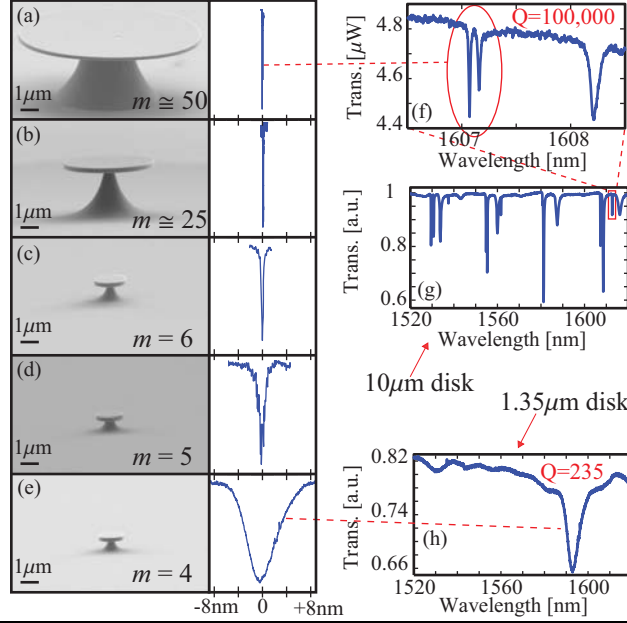 (a)
1μm
m ≅ 50
(b)
1μm
m ≅ 25
(c)
1μm
m = 6
(d)
1μm
m = 5
(e)
1μm
m = 4
-8nm 0 +8nm
Q=100,000
4.8
4.6
4.4
Trans. [μW]
(f)
1607 1608
Wavelength [nm]
1
0.9
0.8
0.6
Trans. [a.u.]
(g)
1520 1560 1600
Wavelength [nm]
10μm disk
1.35μm disk
0.82
0.74
0.66
Trans. [a.u.]
Q=235
(h)
1520 1560 1600
Wavelength [nm]